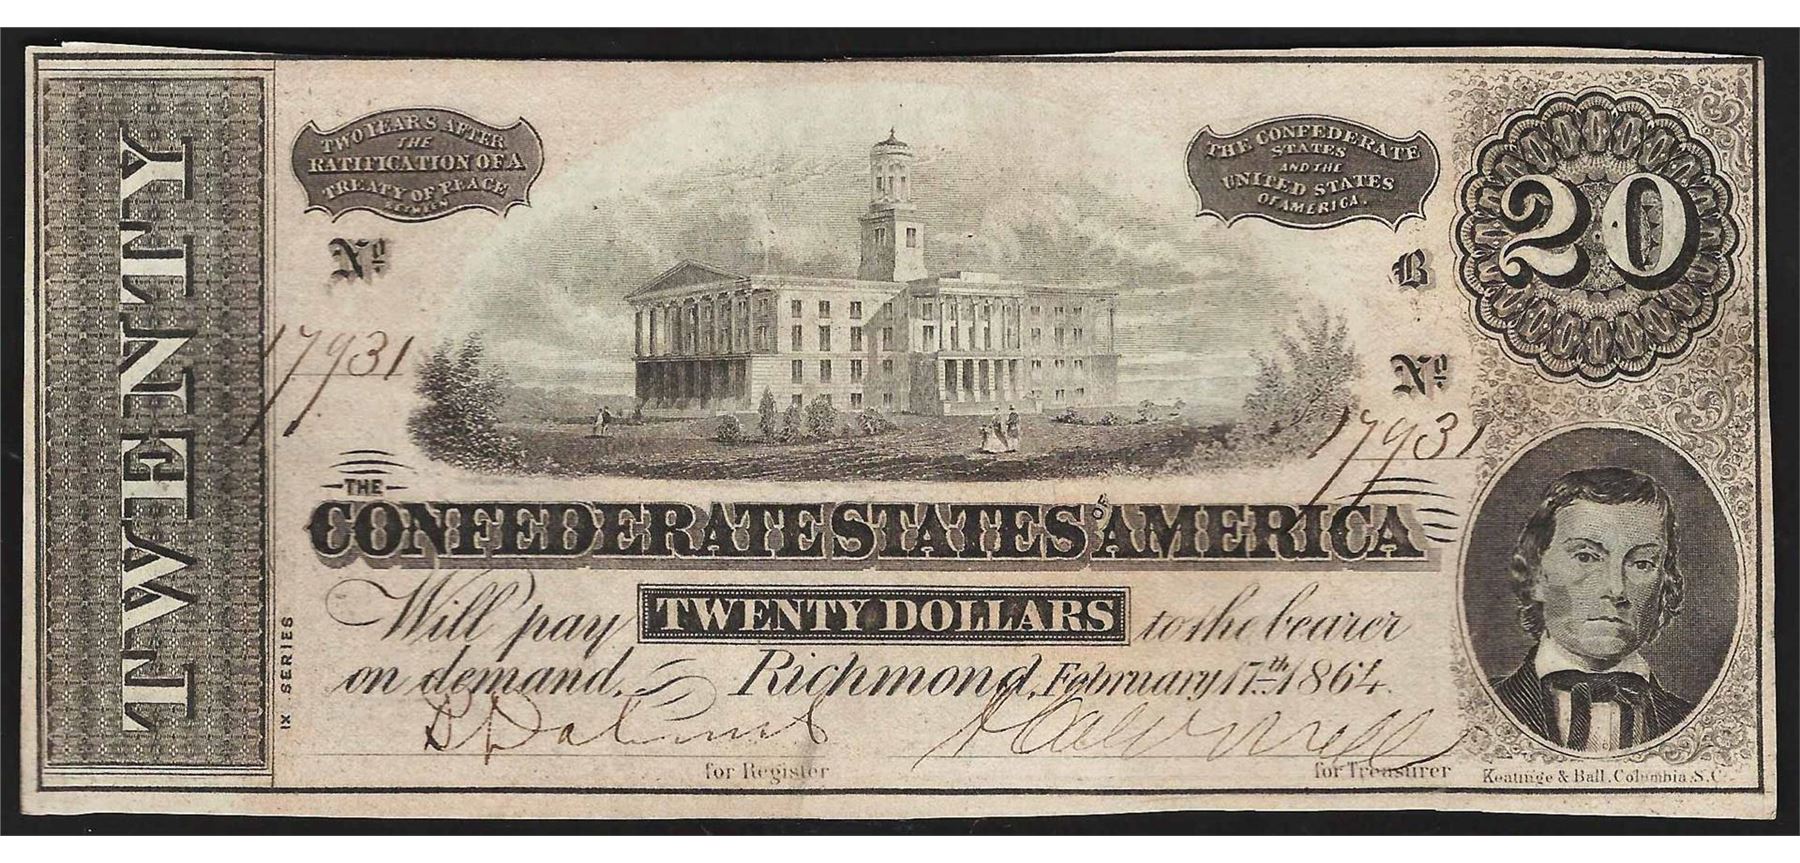 TWENTY
TWO YEARS AFTER
THE
RATIFICATION OF A
TREATY OF PEACE
BETWEEN
THE CONFEDERATE
STATES
AND THE
UNITED STATES
OF AMERICA.
20
No
B
17931
No
17931
THE
CONFEDERATE STATES OF AMERICA
Will pay TWENTY DOLLARS to the bearer
on demand. Richmond, February 17th 1864.
IX SERIES
for Register
for Treasurer
Keatinge & Ball, Columbia, S.C.